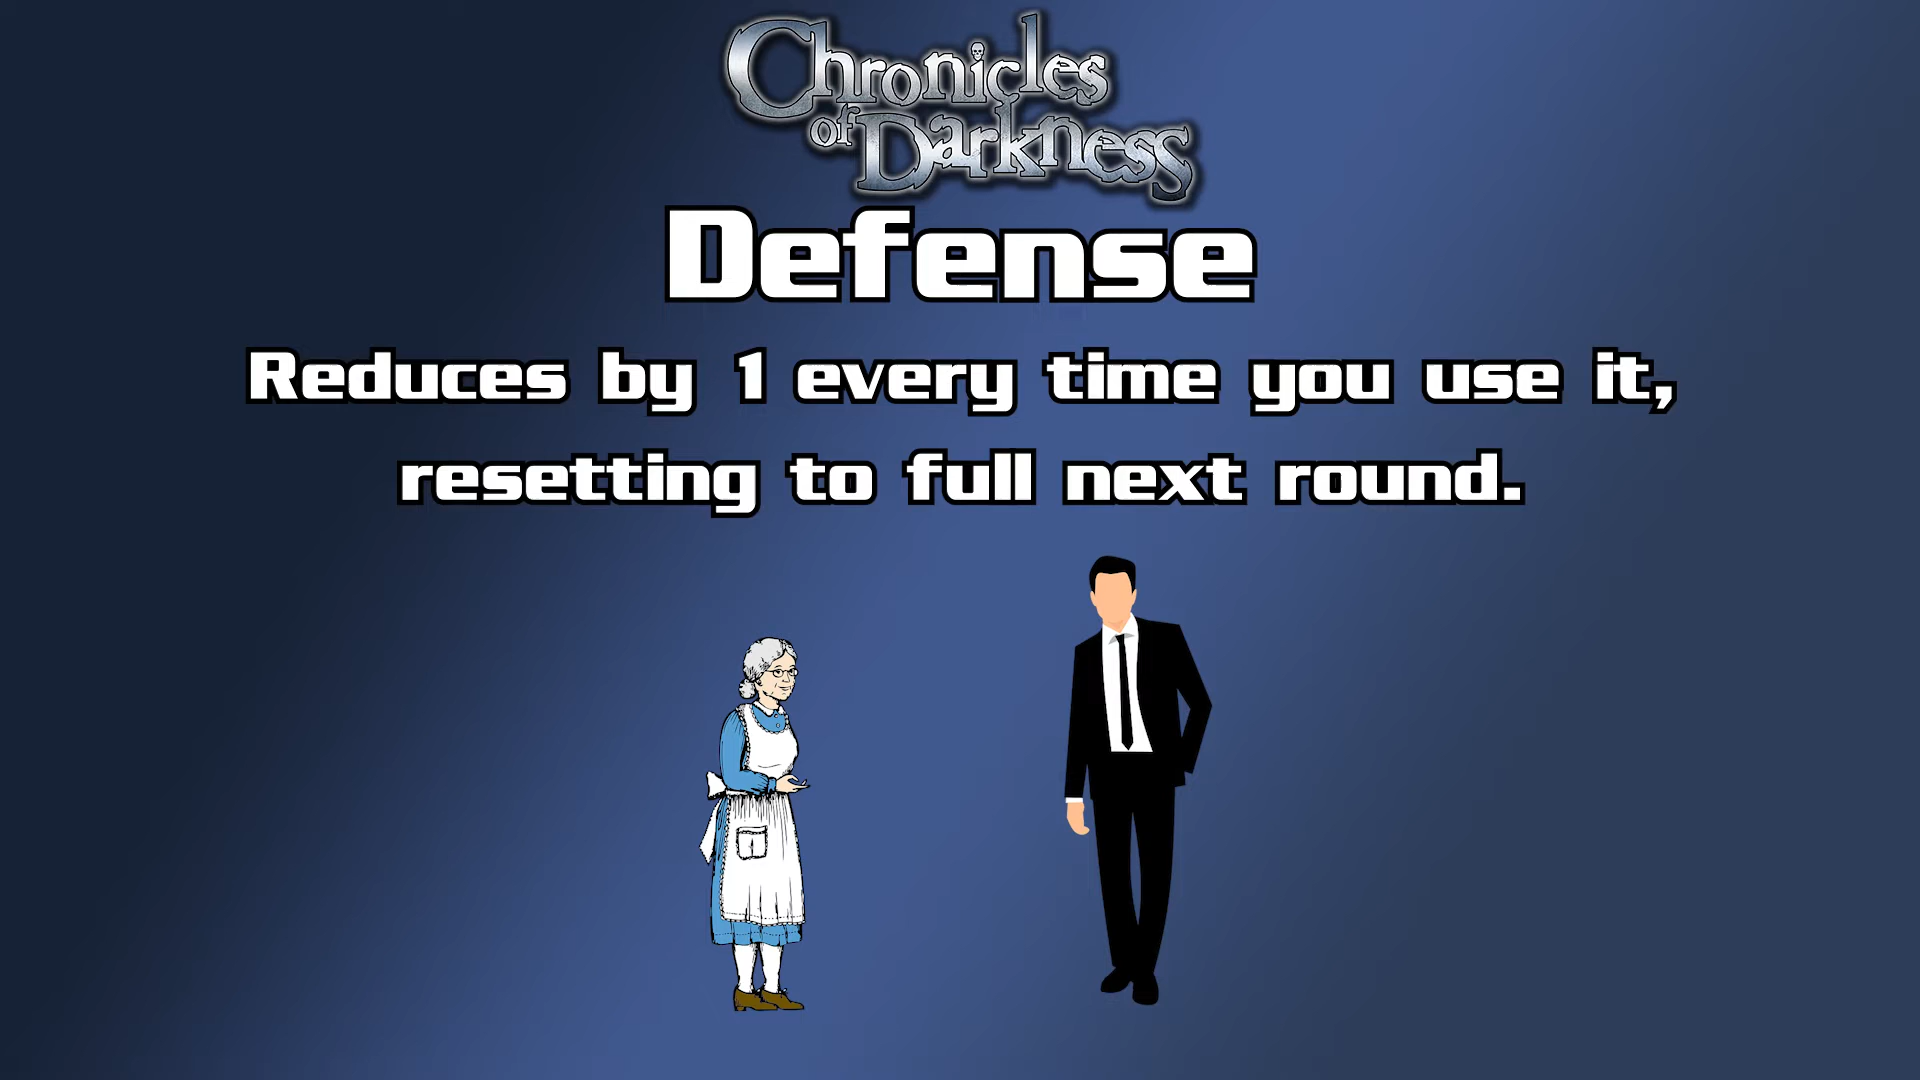 Chronicles
of Darkness
Defense
Reduces by 1 every time you use it,
resetting to full next round.